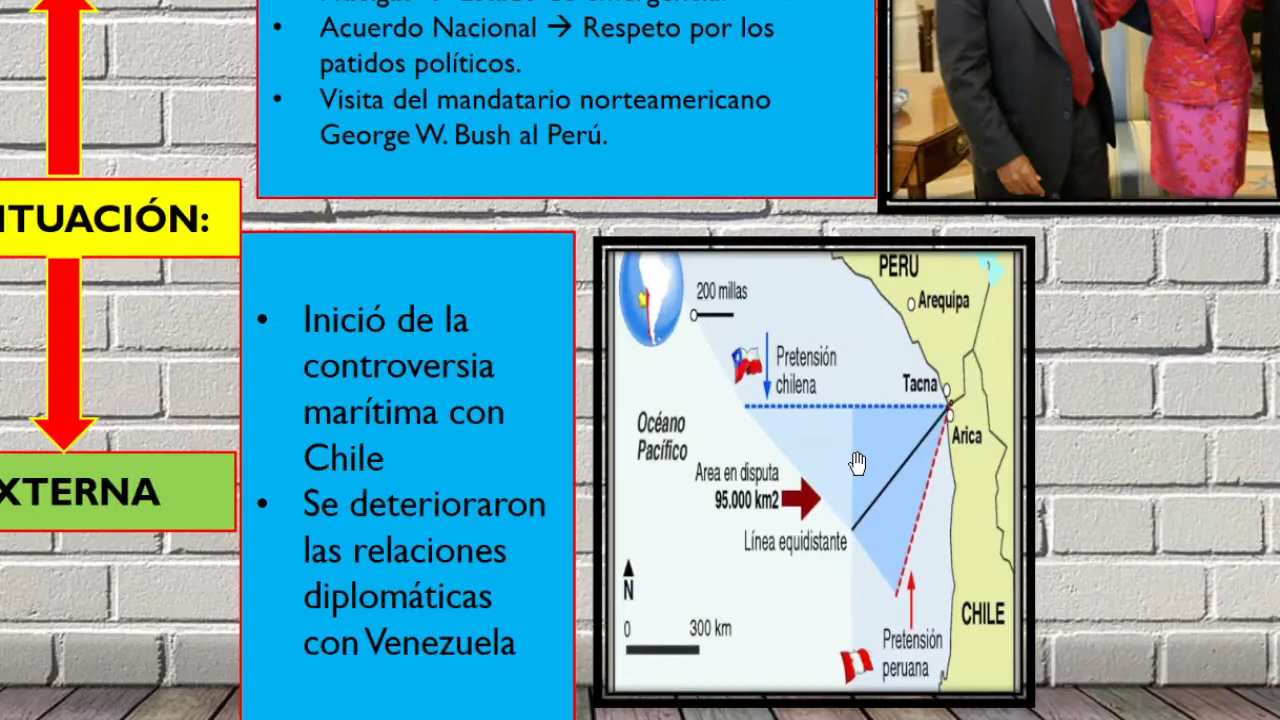 • Acuerdo Nacional → Respeto por los
patidos políticos.
• Visita del mandatario norteamericano
George W. Bush al Perú.
ITUACIÓN:
XTERNA
• Inició de la
controversia
marítima con
Chile
• Se deterioraron
las relaciones
diplomáticas
con Venezuela
PERU
200 millas
Arequipa
Pretensión
chilena
Tacna
Océano
Pacífico
Arica
Area en disputa
95.000 km2
Línea equidistante
N
0 300 km
CHILE
Pretensión
peruana